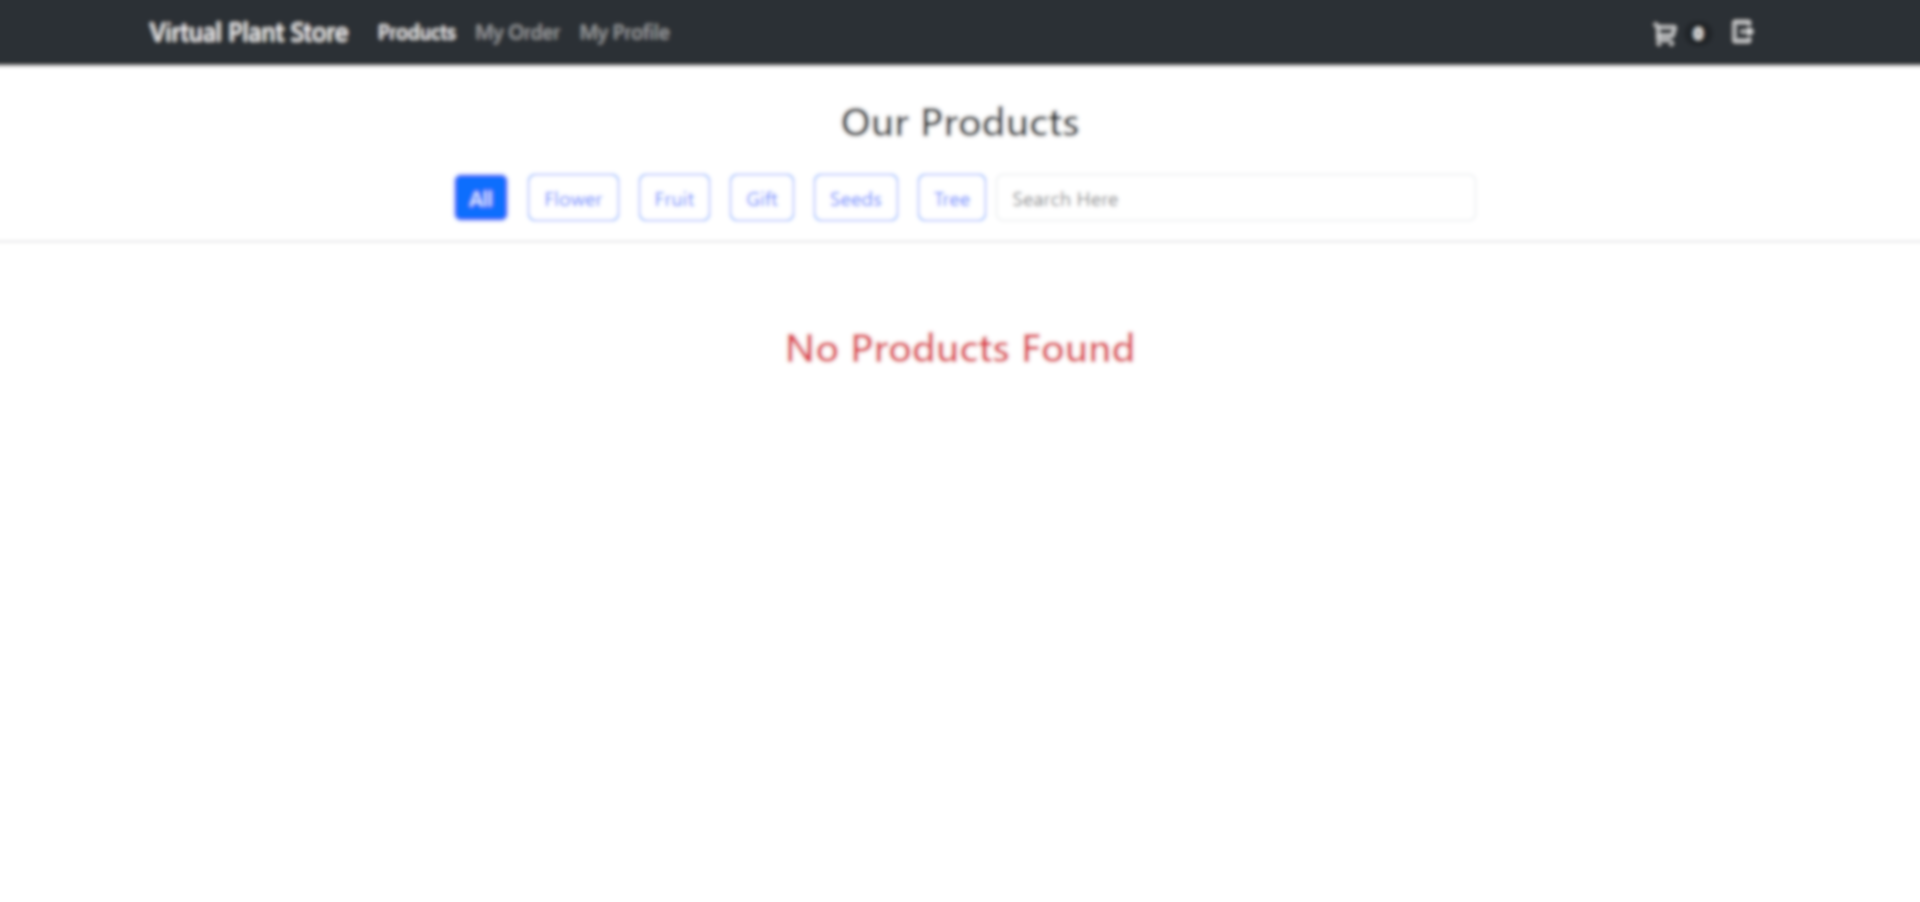 Virtual Plant Store Products My Order My Profile 0
Our Products
All Flower Fruit Gift Seeds Tree Search Here
No Products Found